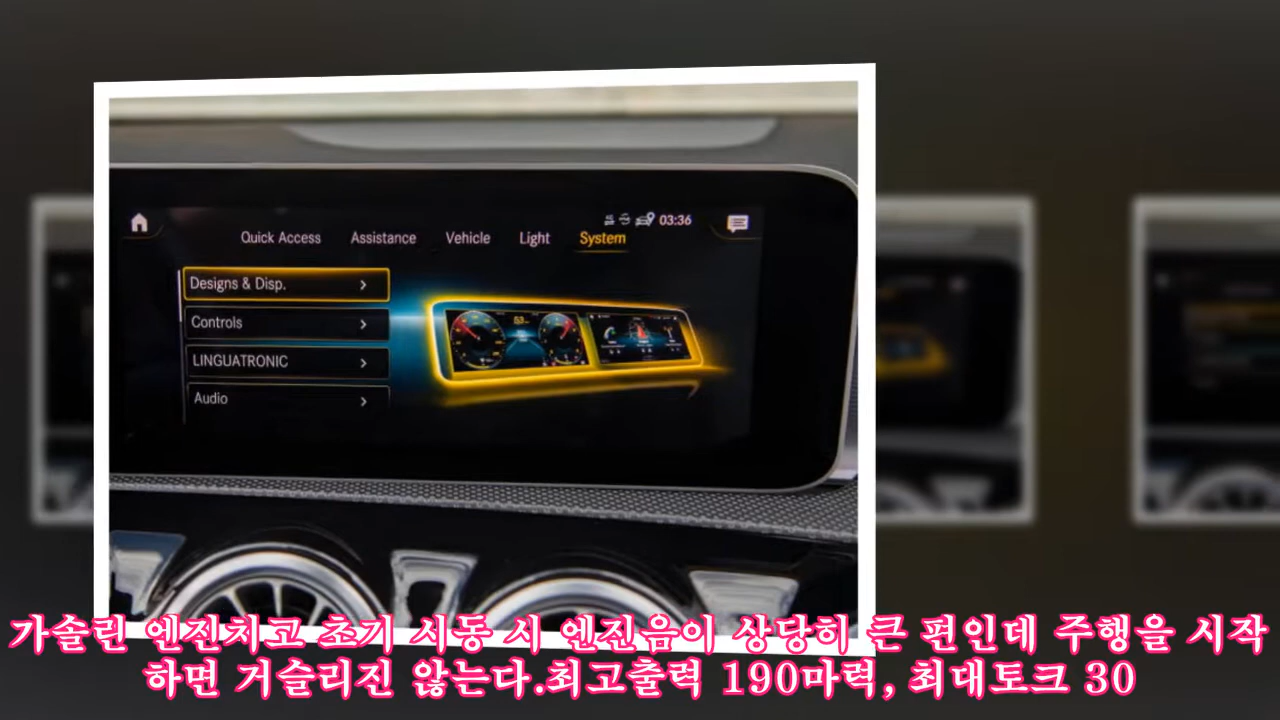 03:36
Quick Access Assistance Vehicle Light System
Designs & Disp.
Controls
LINGUATRONIC
Audio
가솔린 엔진치고 초기 시동 시 엔진음이 상당히 큰 편인데 주행을 시작
하면 거슬리진 않는다.최고출력 190마력, 최대토크 30